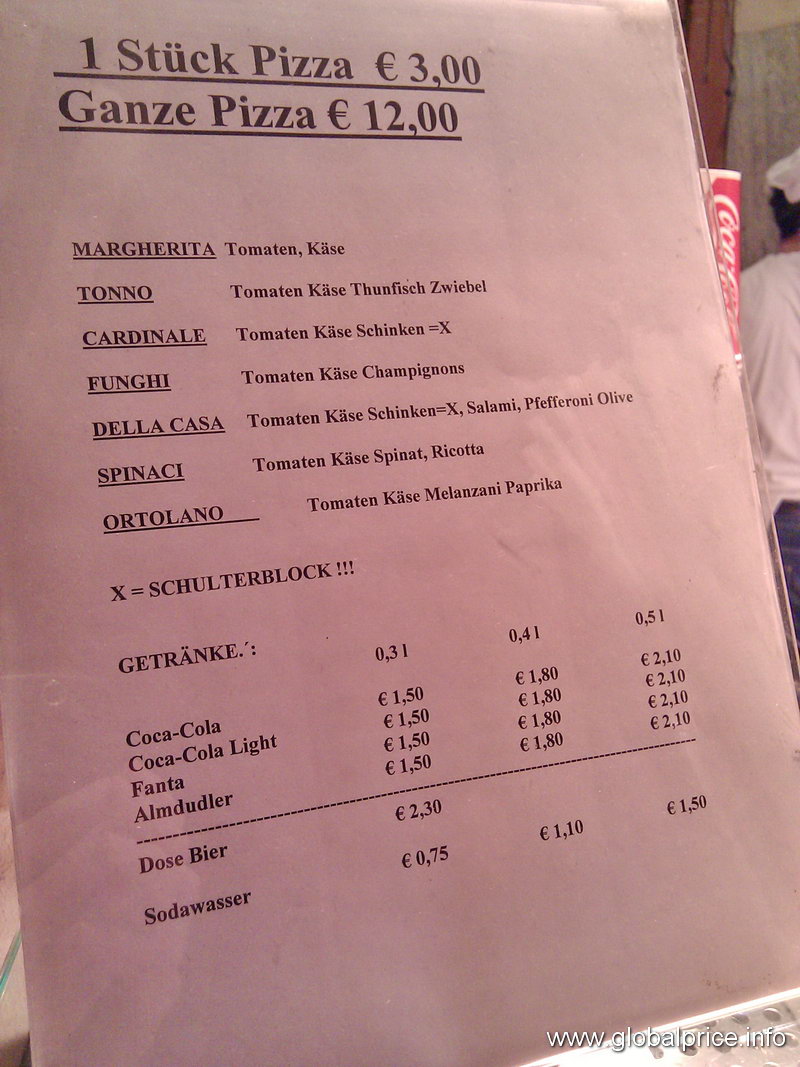 1 Stück Pizza € 3,00
Ganze Pizza € 12,00
MARGHERITA Tomaten, Käse
TONNO Tomaten Käse Thunfisch Zwiebel
CARDINALE Tomaten Käse Schinken =X
FUNGHI Tomaten Käse Champignons
DELLA CASA Tomaten Käse Schinken=X, Salami, Pfefferoni Olive
SPINACI Tomaten Käse Spinat, Ricotta
ORTOLANO Tomaten Käse Melanzani Paprika
X = SCHULTERBLOCK !!!
GETRÄNKE.´: 0,3 l 0,4 l 0,5 l
Coca-Cola € 1,50 € 1,80 € 2,10
Coca-Cola Light € 1,50 € 1,80 € 2,10
Fanta € 1,50 € 1,80 € 2,10
Almdudler € 1,50 € 1,80 € 2,10
Dose Bier € 2,30
Sodawasser € 0,75 € 1,10 € 1,50
Coca-Cola
www.globalprice.info